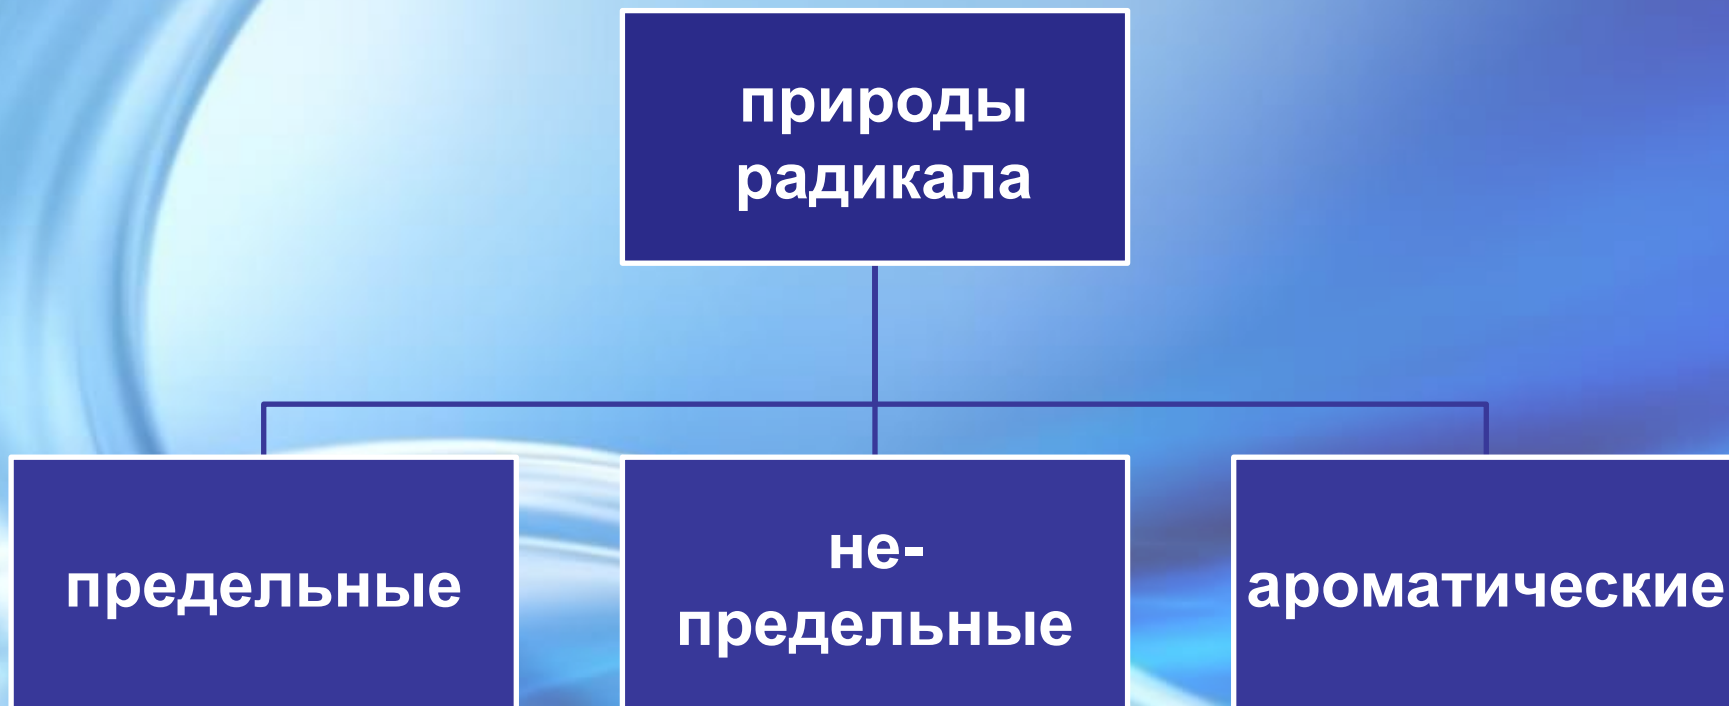 природы
радикала
предельные
не-
предельные
ароматические